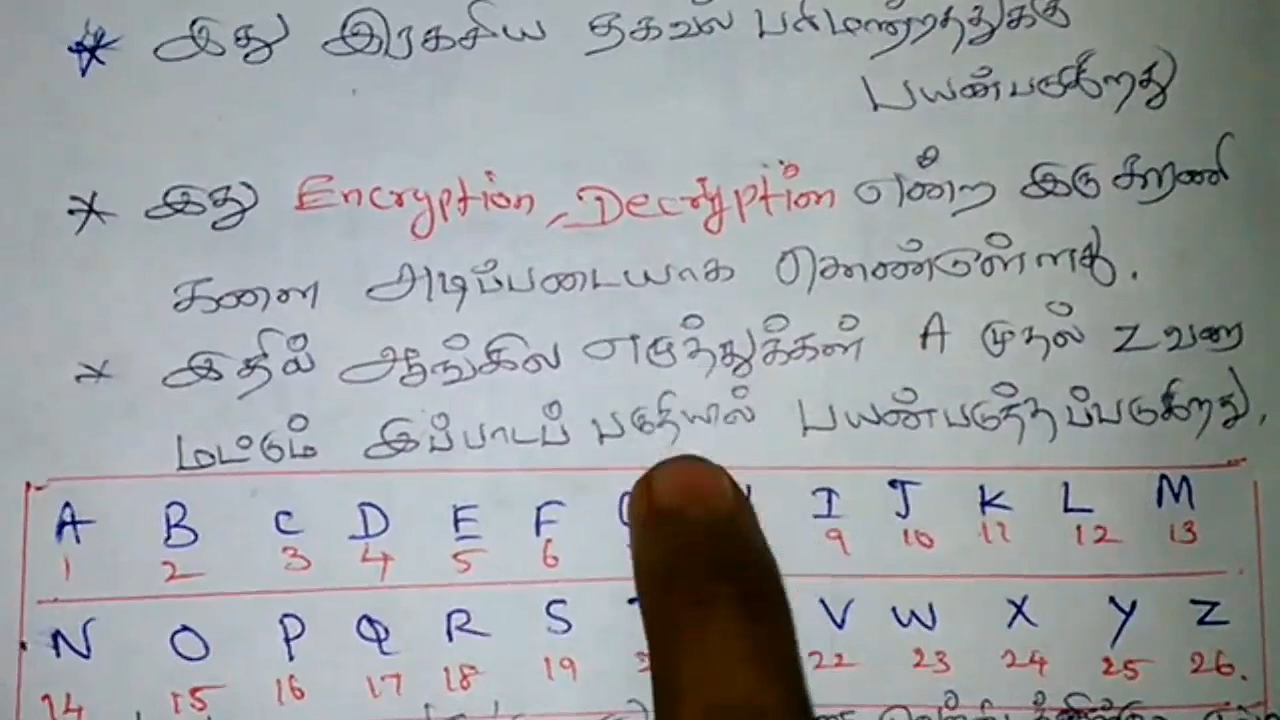 * இது இரகசிய தகவல் பரிமாற்றத்துக்கு
பயன்படுகிறது
* இது Encryption, Decryption என்ற இரு
களை அடிப்படையாக கொண்டுள்ளது.
* இதில் ஆங்கில எழுத்துக்கள் A முதல் Z வரை
மட்டும் இப்பாடப் பகுதியில் பயன்படுத்தப்படுகிறது.
A B C D E F I J K L M
1 2 3 4 5 6 9 10 11 12 13
N O P Q R S V W X Y Z
14 15 16 17 18 19 22 23 24 25 26.